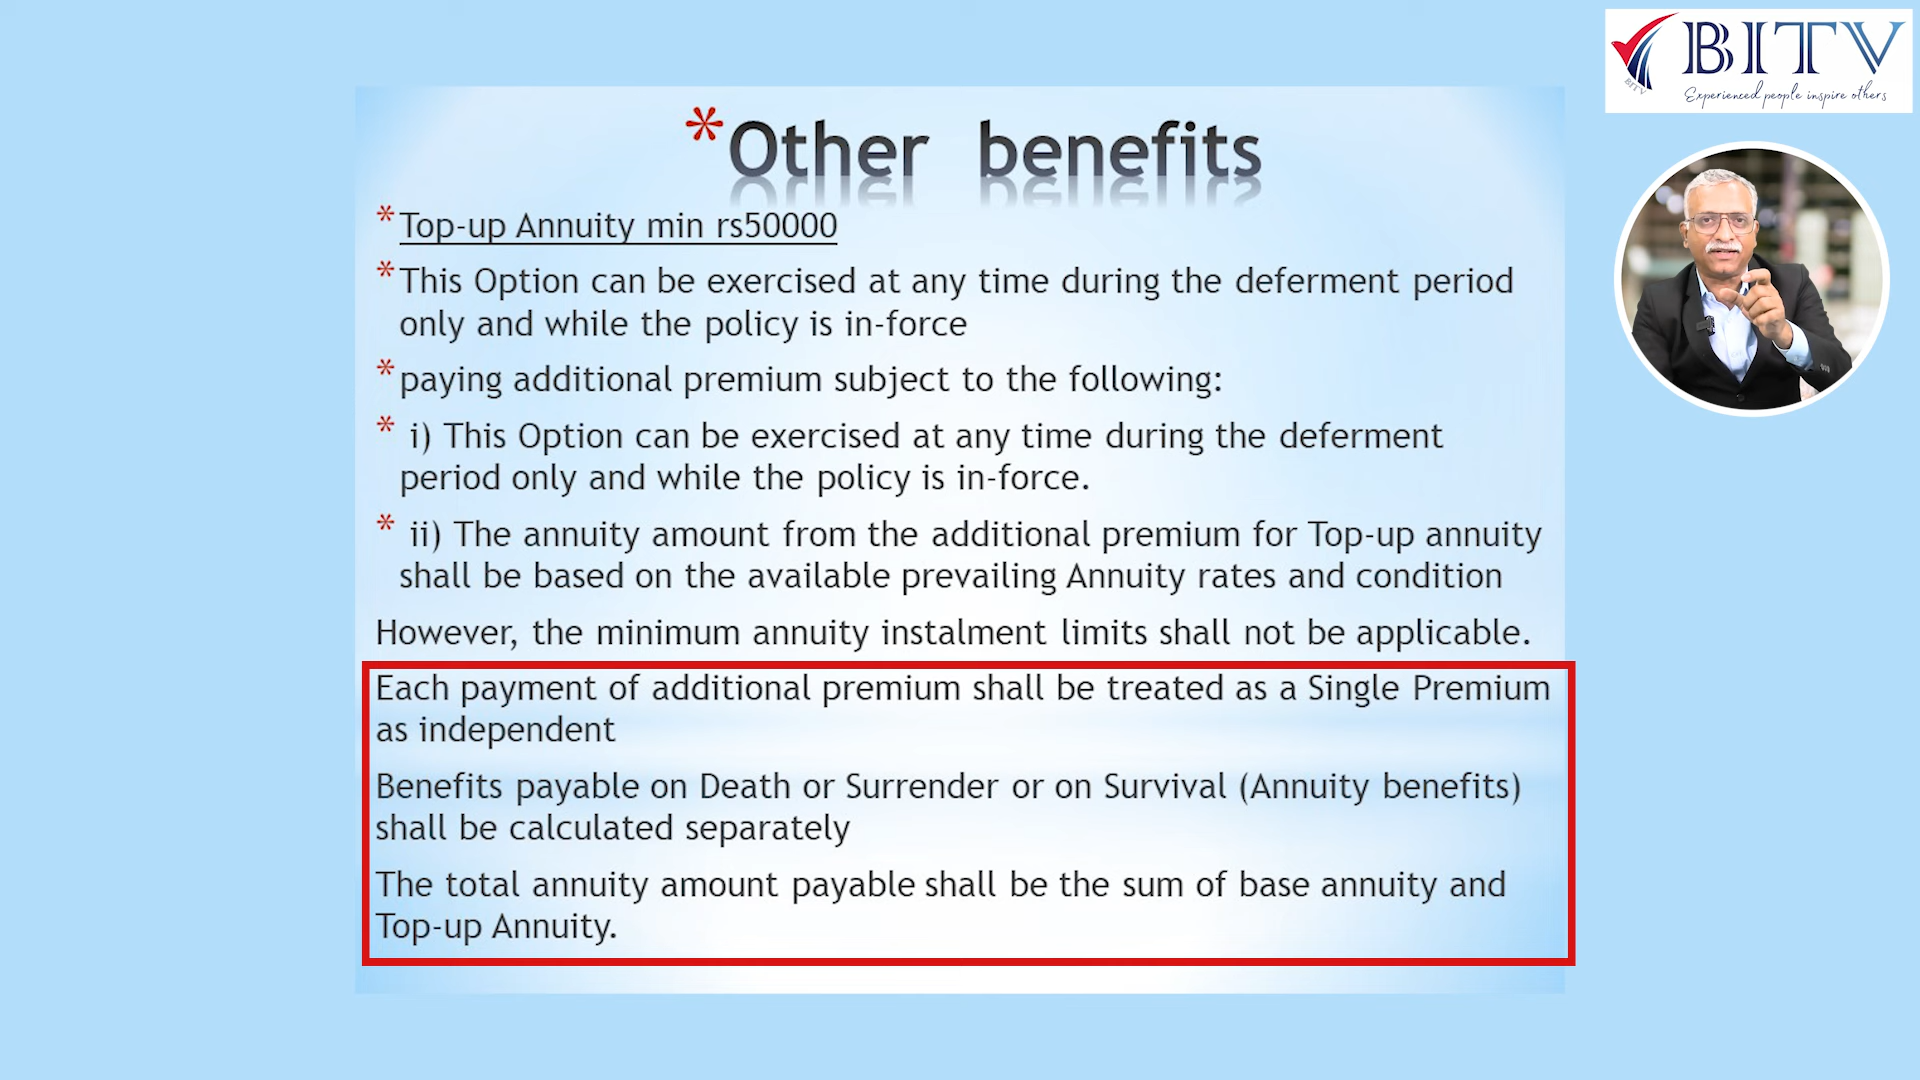 BITV
Experienced people inspire others
BITV
*Other benefits
*Top-up Annuity min rs50000
*This Option can be exercised at any time during the deferment period
only and while the policy is in-force
*paying additional premium subject to the following:
* i) This Option can be exercised at any time during the deferment
period only and while the policy is in-force.
* ii) The annuity amount from the additional premium for Top-up annuity
shall be based on the available prevailing Annuity rates and condition
However, the minimum annuity instalment limits shall not be applicable.
Each payment of additional premium shall be treated as a Single Premium
as independent
Benefits payable on Death or Surrender or on Survival (Annuity benefits)
shall be calculated separately
The total annuity amount payable shall be the sum of base annuity and
Top-up Annuity.